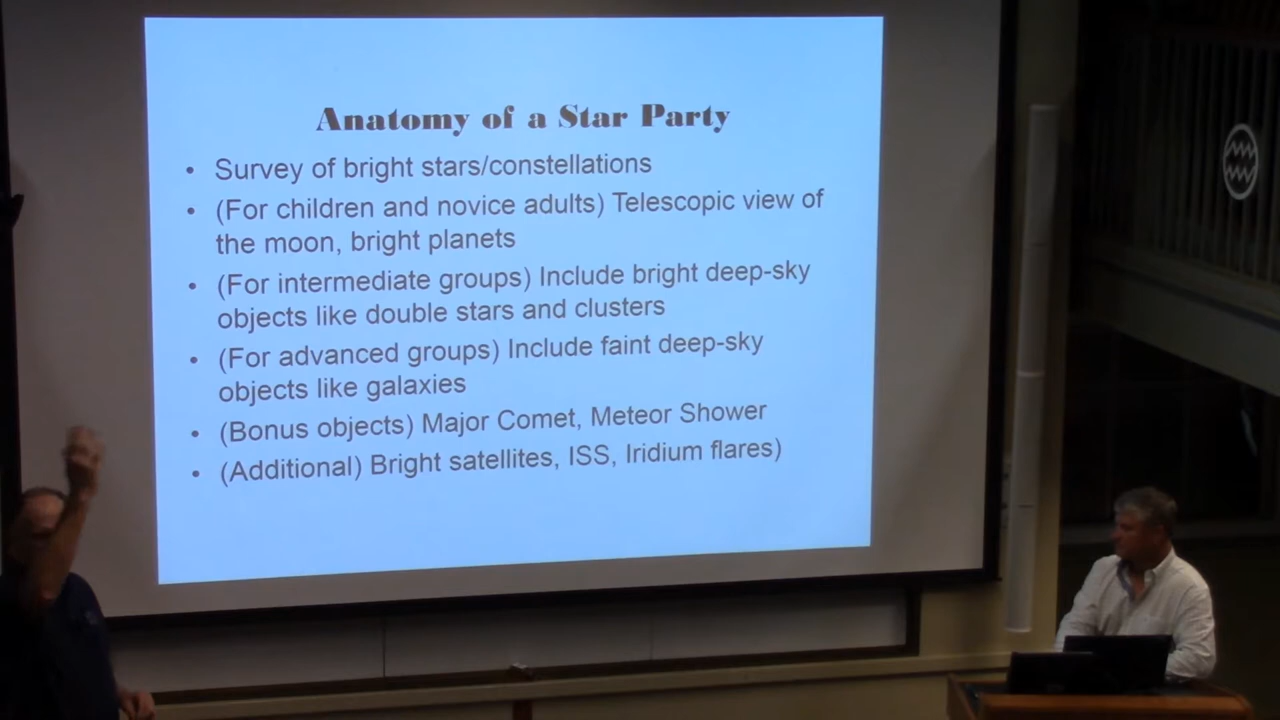 Anatomy of a Star Party
• Survey of bright stars/constellations
• (For children and novice adults) Telescopic view of
the moon, bright planets
• (For intermediate groups) Include bright deep-sky
objects like double stars and clusters
• (For advanced groups) Include faint deep-sky
objects like galaxies
• (Bonus objects) Major Comet, Meteor Shower
• (Additional) Bright satellites, ISS, Iridium flares)